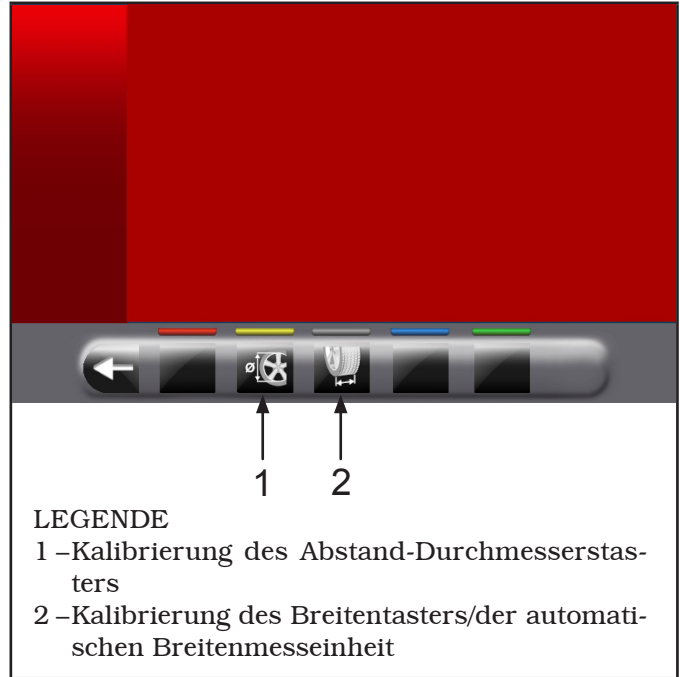 ø
1 2
LEGENDE
1 –Kalibrierung des Abstand-Durchmesserstas-
ters
2 –Kalibrierung des Breitentasters/der automati-
schen Breitenmesseinheit